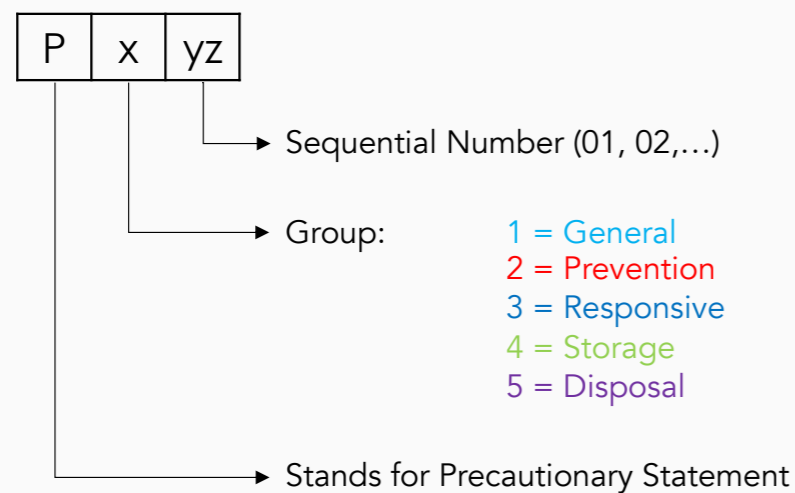 P x yz
Sequential Number (01, 02,...)
Group: 1 = General
2 = Prevention
3 = Responsive
4 = Storage
5 = Disposal
Stands for Precautionary Statement